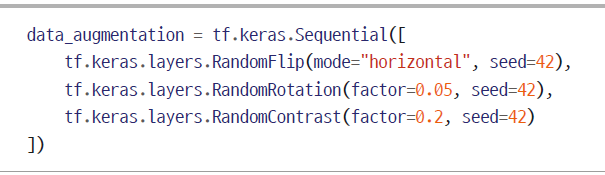 data_augmentation = tf.keras.Sequential([
    tf.keras.layers.RandomFlip(mode="horizontal", seed=42),
    tf.keras.layers.RandomRotation(factor=0.05, seed=42),
    tf.keras.layers.RandomContrast(factor=0.2, seed=42)
])